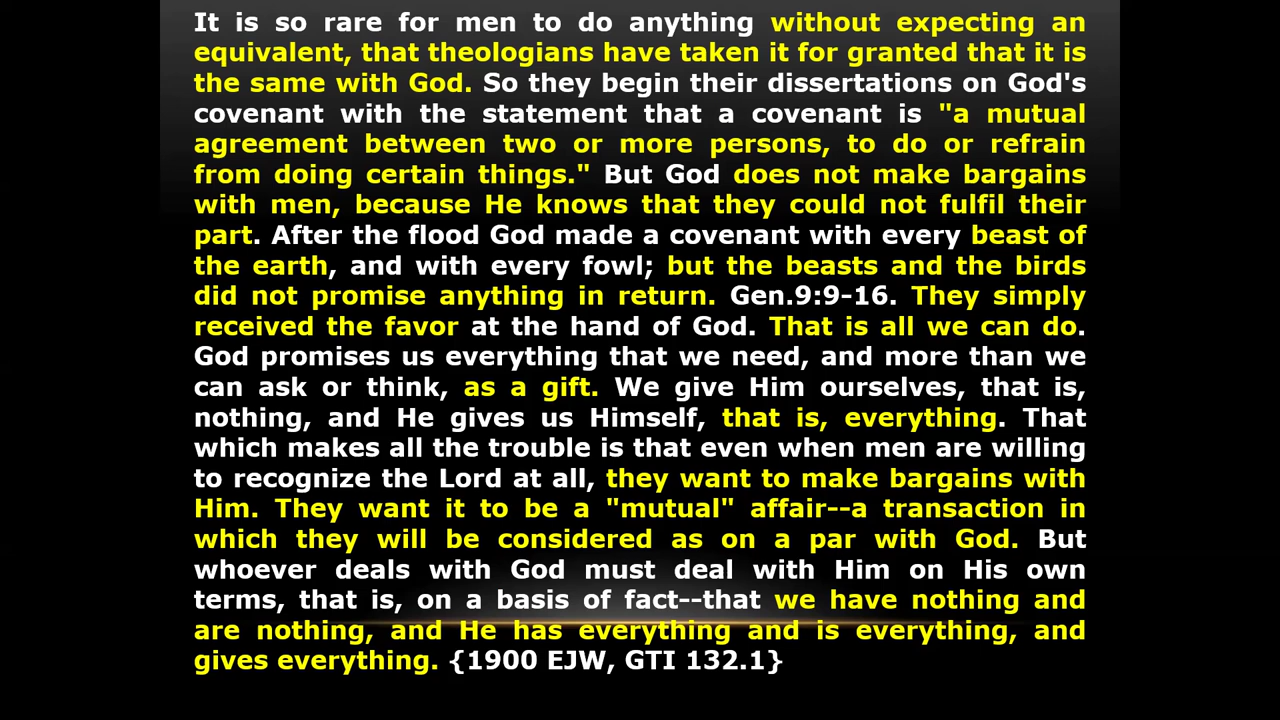 It is so rare for men to do anything without expecting an
equivalent, that theologians have taken it for granted that it is
the same with God. So they begin their dissertations on God's
covenant with the statement that a covenant is "a mutual
agreement between two or more persons, to do or refrain
from doing certain things." But God does not make bargains
with men, because He knows that they could not fulfil their
part. After the flood God made a covenant with every beast of
the earth, and with every fowl; but the beasts and the birds
did not promise anything in return. Gen.9:9-16. They simply
received the favor at the hand of God. That is all we can do.
God promises us everything that we need, and more than we
can ask or think, as a gift. We give Him ourselves, that is,
nothing, and He gives us Himself, that is, everything. That
which makes all the trouble is that even when men are willing
to recognize the Lord at all, they want to make bargains with
Him. They want it to be a "mutual" affair--a transaction in
which they will be considered as on a par with God. But
whoever deals with God must deal with Him on His own
terms, that is, on a basis of fact--that we have nothing and
are nothing, and He has everything and is everything, and
gives everything. {1900 EJW, GTI 132.1}